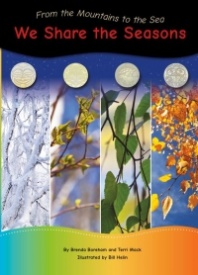 From the Mountains to the Sea
We Share the Seasons
By Brenda Boreham and Terri Mack
Illustrated by Bill Helin